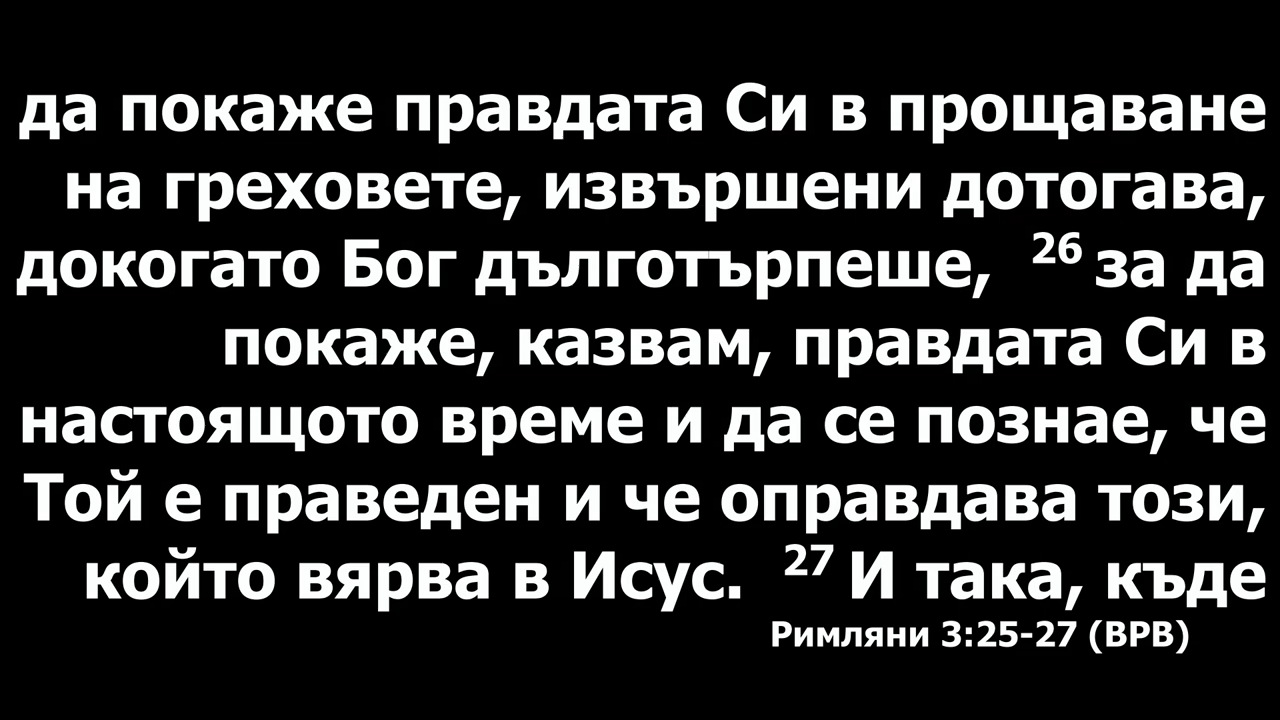 да покаже правдата Си в прощаване
на греховете, извършени дотогава,
докогато Бог дълготърпеше, 26 за да
покаже, казвам, правдата Си в
настоящото време и да се познае, че
Той е праведен и че оправдава този,
който вярва в Исус. 27 И така, къде
Римляни 3:25-27 (ВРВ)